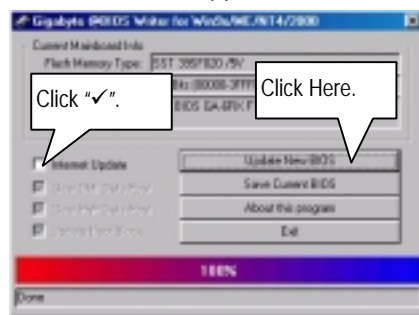 Gigabyte @BIOS Writer for Win9x/ME/NT4/2000
Current Mainboard Info
Flash Memory Type: SST 39SF020 /5V
Click "✓".
Click Here.
Internet Update
Update New BIOS
Save Current BIOS
About this program
Exit
100%
Done